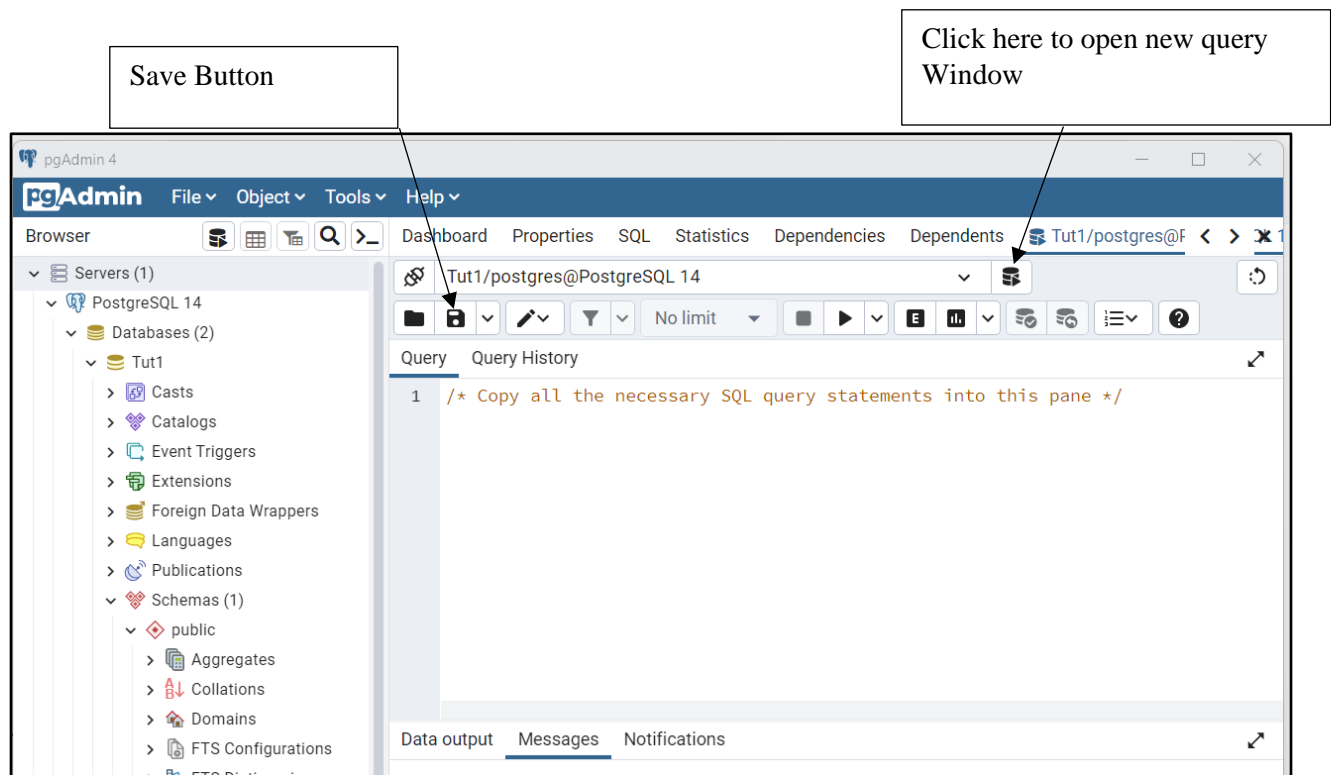 Save Button
Click here to open new query
Window
pgAdmin 4
pgAdmin File Object Tools Help
Browser
Dashboard Properties SQL Statistics Dependencies Dependents Tut1/postgres@
Servers (1)
Tut1/postgres@PostgreSQL 14
PostgreSQL 14
No limit
E
Databases (2)
Query Query History
Tut1
1 /* Copy all the necessary SQL query statements into this pane */
Casts
Catalogs
Event Triggers
Extensions
Foreign Data Wrappers
Languages
Publications
Schemas (1)
public
Aggregates
Collations
Domains
Data output Messages Notifications
FTS Configurations